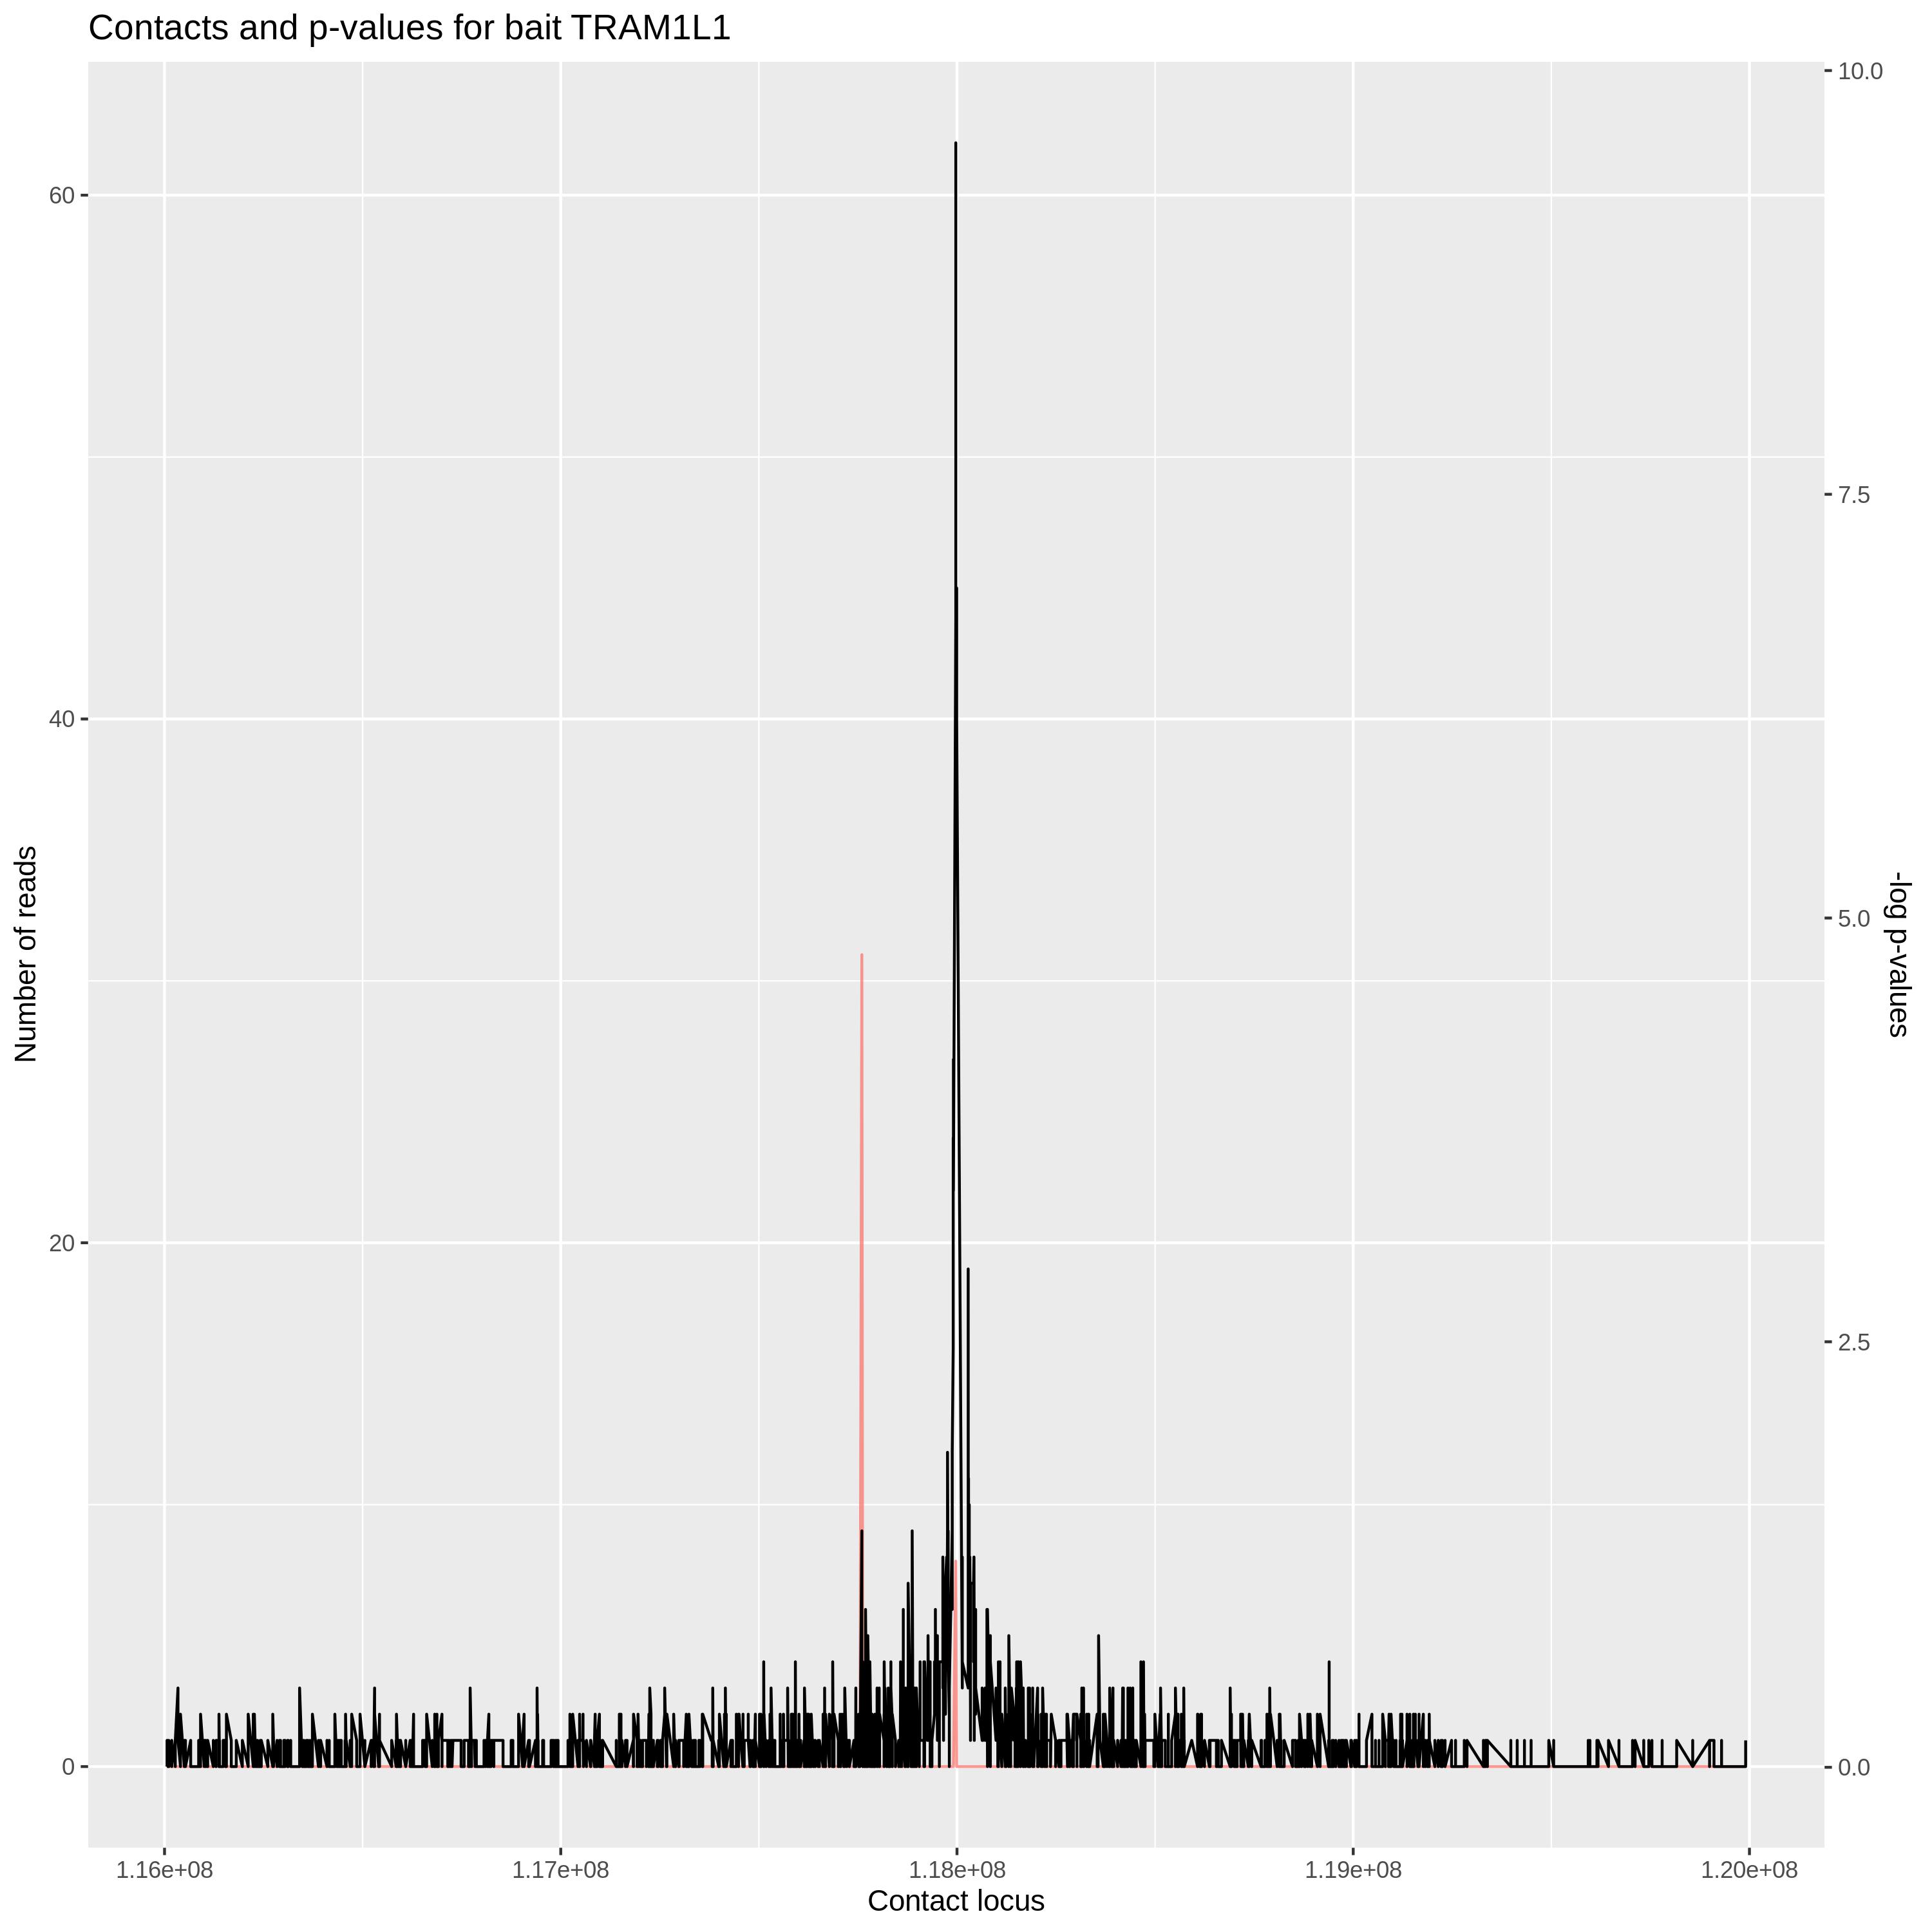 Contacts and p-values for bait TRAM1L1
Number of reads
60
40
20
0
10.0
7.5
5.0
2.5
0.0
-log p-values
1.16e+08
1.17e+08
1.18e+08
1.19e+08
1.20e+08
Contact locus